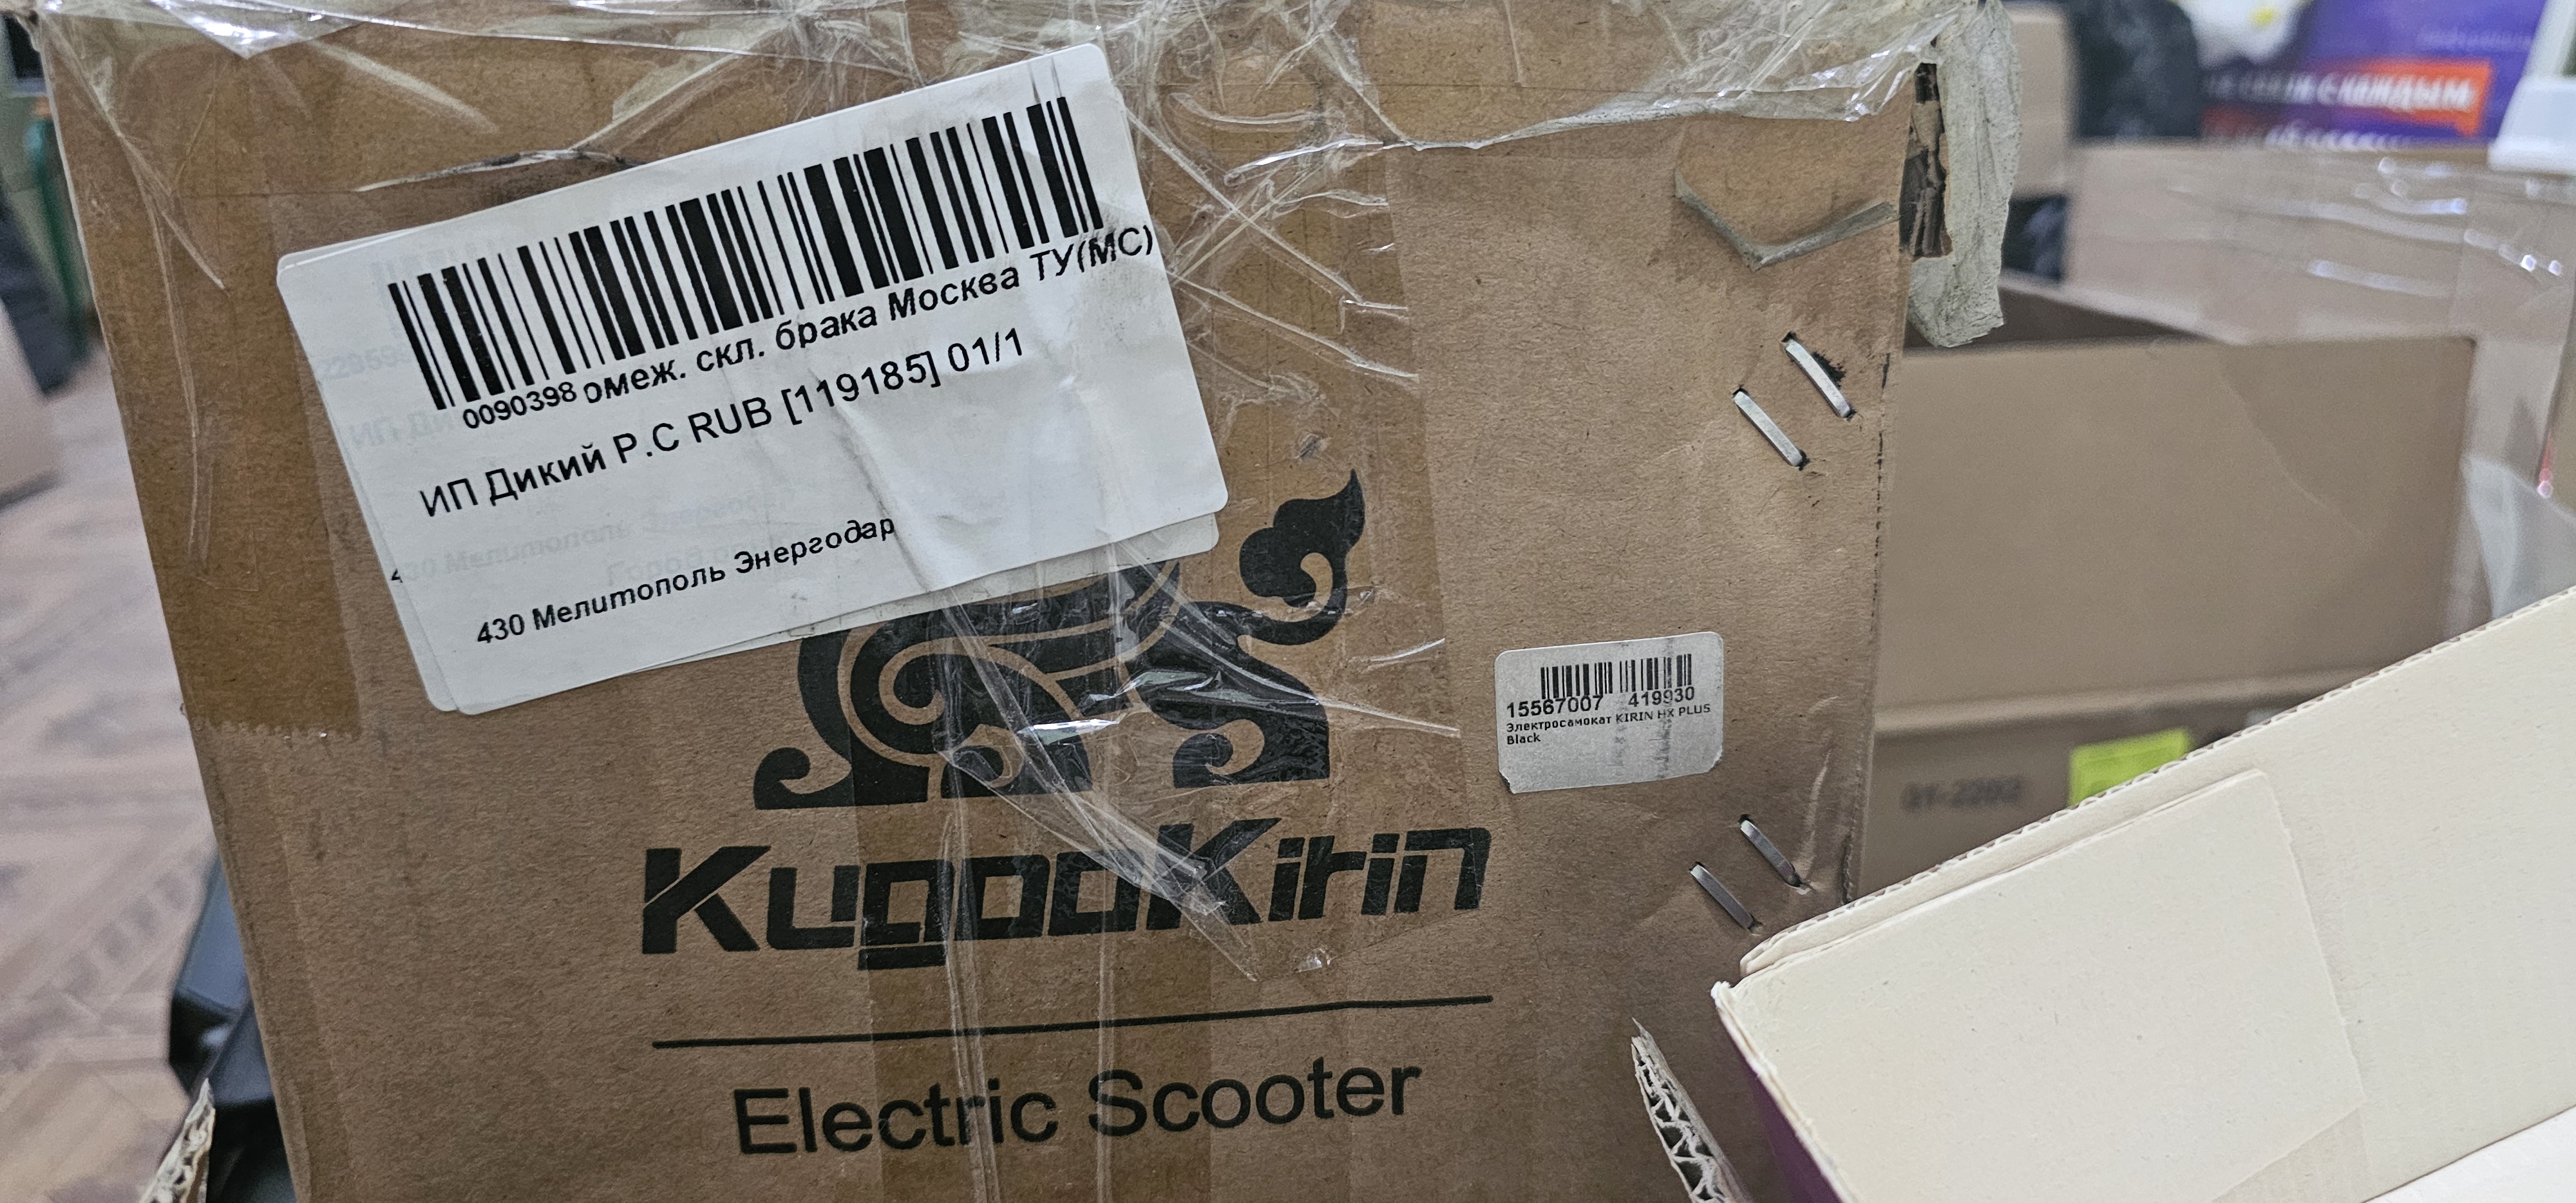 0090398 омеж. скл. брака Москва ТУ(МС)
ИП Дикий Р.С RUB [119185] 01/1
430 Мелитополь Энергодар
15567007 419930
Электросамокат KIRIN HX PLUS
Black
KugooKirin
Electric Scooter
С КАЖДЫМ